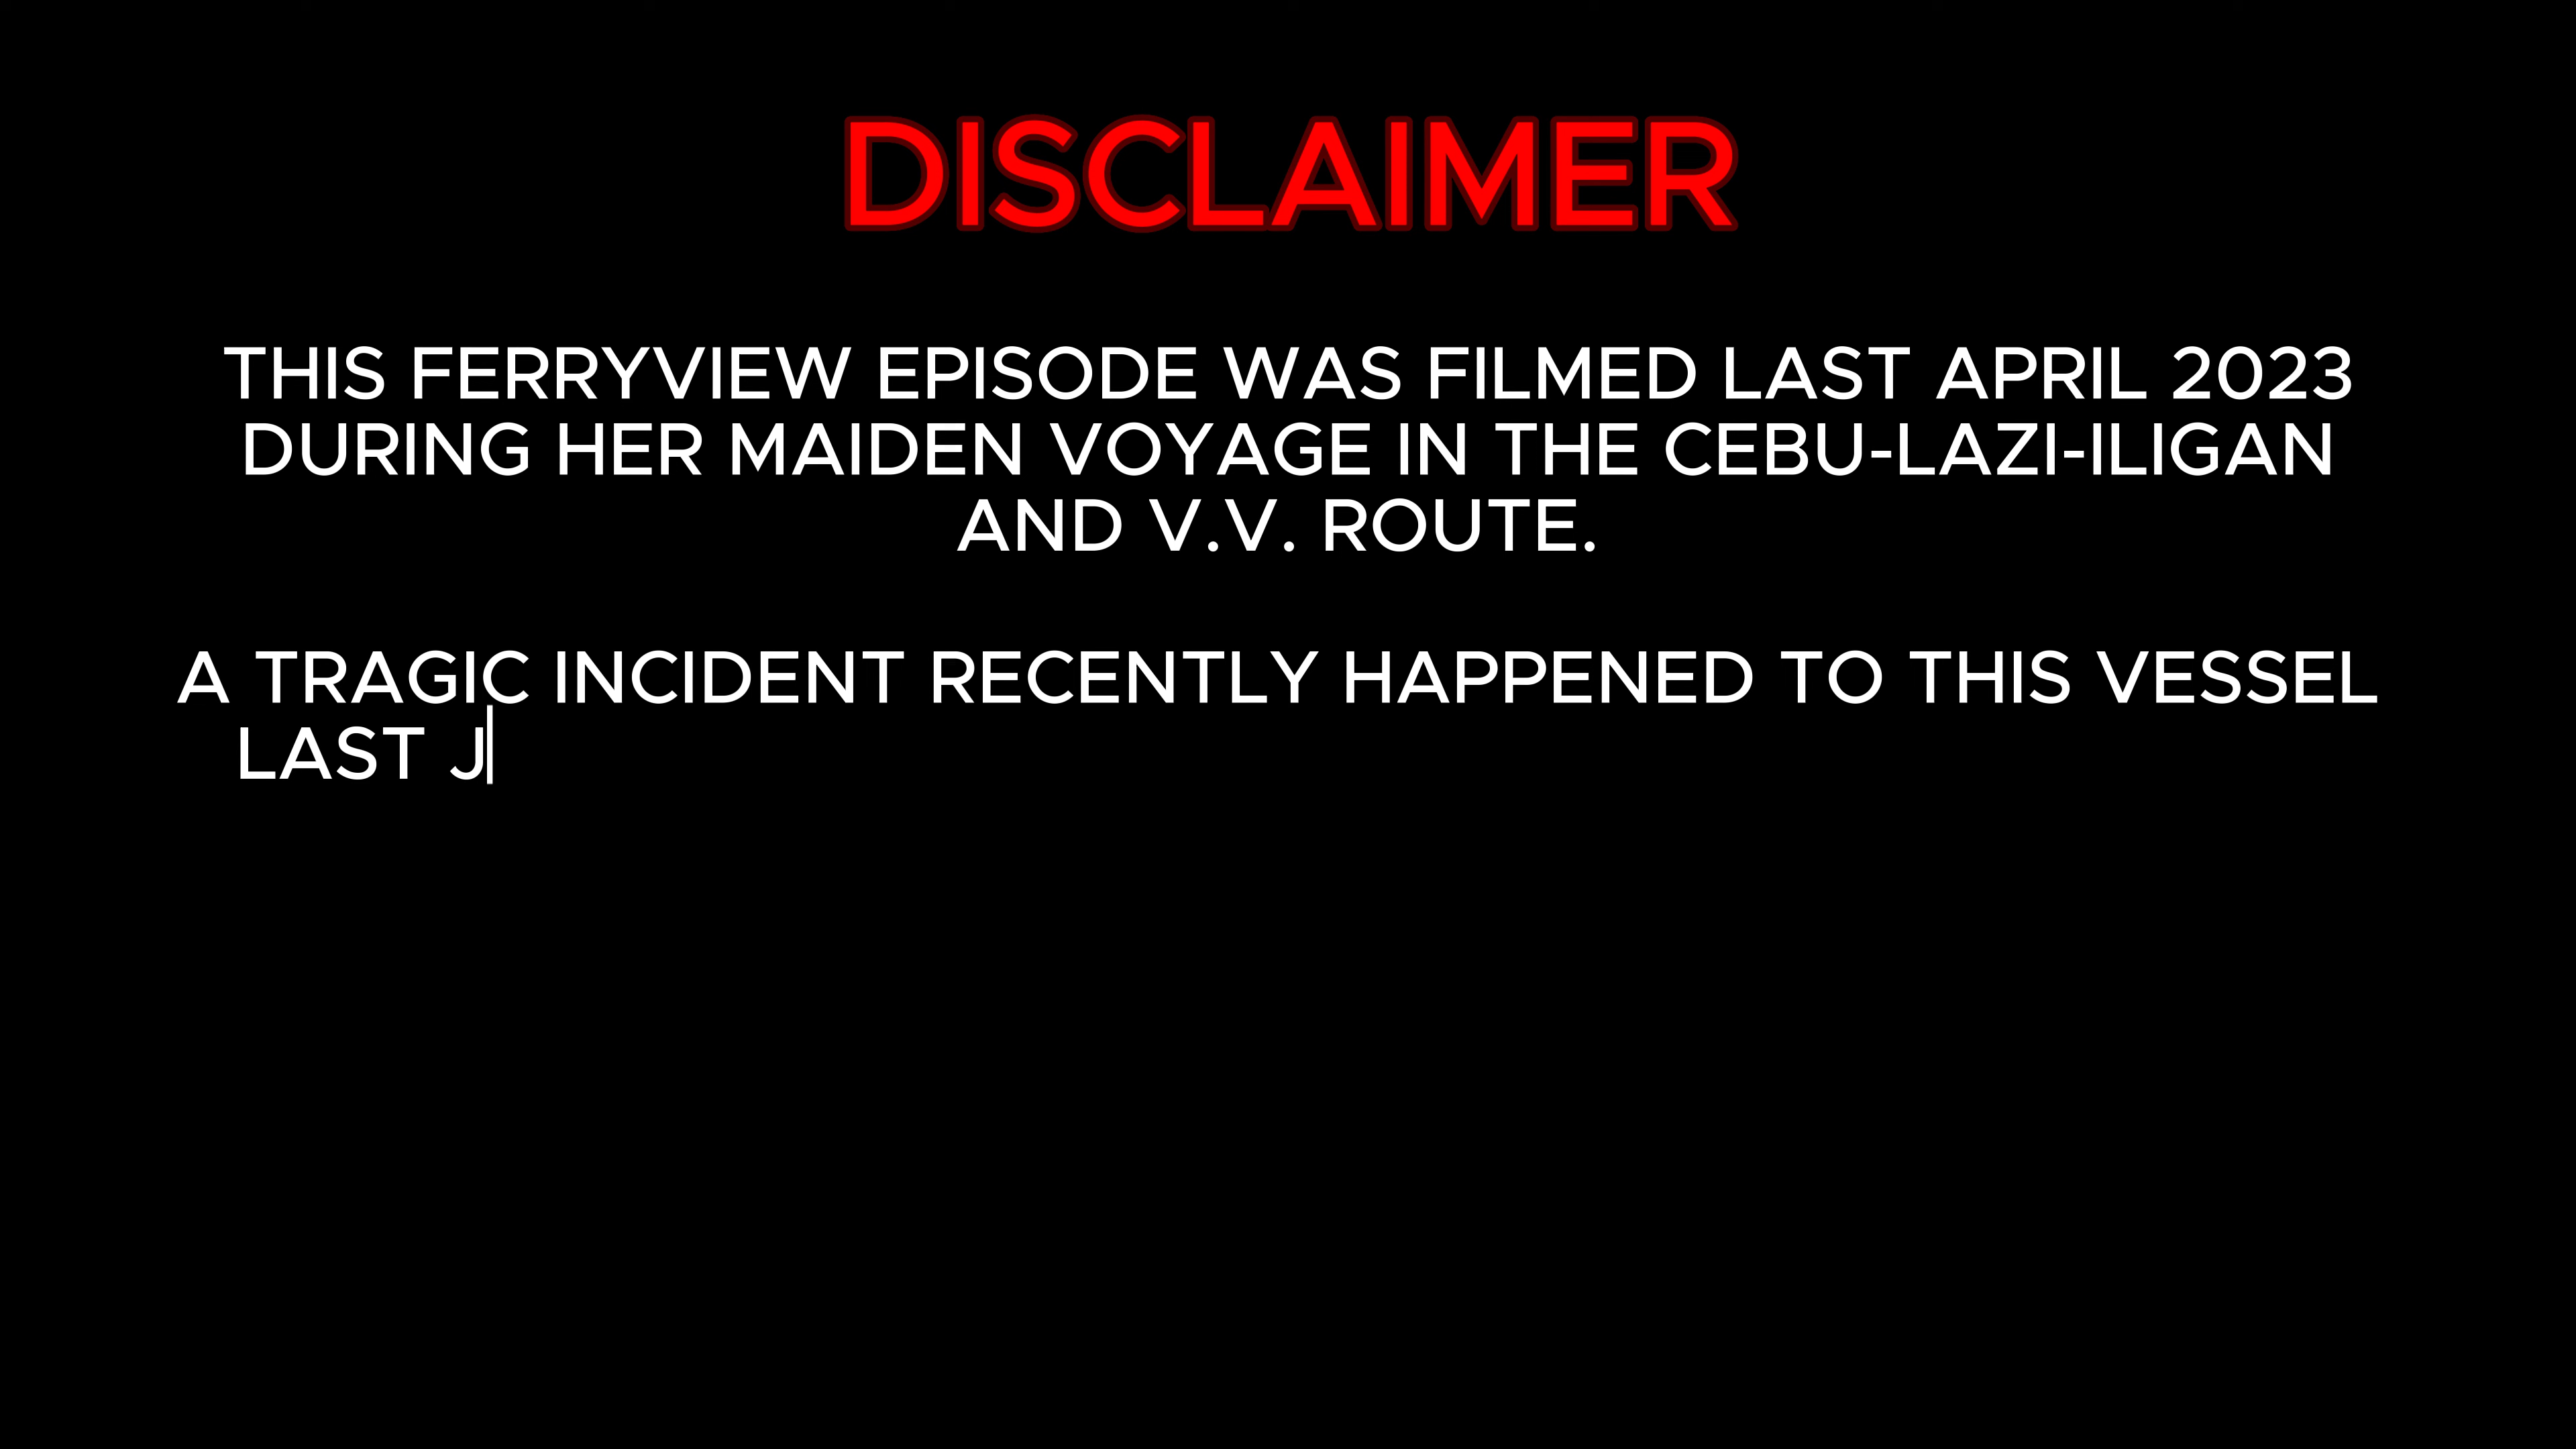 DISCLAIMER
THIS FERRYVIEW EPISODE WAS FILMED LAST APRIL 2023
DURING HER MAIDEN VOYAGE IN THE CEBU-LAZI-ILIGAN
AND V.V. ROUTE.
A TRAGIC INCIDENT RECENTLY HAPPENED TO THIS VESSEL
LAST J